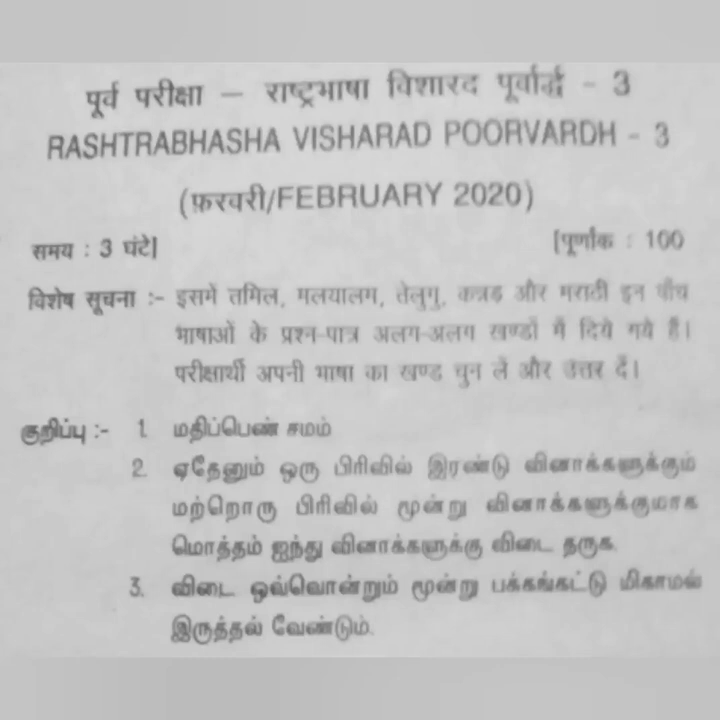 पूर्व परीक्षा – राष्ट्रभाषा विशारद पूर्वार्द्ध - 3
RASHTRABHASHA VISHARAD POORVARDH - 3
(फ़रवरी/FEBRUARY 2020)
समय : 3 घंटे] [पूर्णांक : 100
विशेष सूचना :- इसमें तमिल, मलयालम, तेलुगु, कन्नड़ और मराठी इन पाँच
भाषाओं के प्रश्न-पात्र अलग-अलग खण्डों में दिये गये हैं।
परीक्षार्थी अपनी भाषा का खण्ड चुन लें और उत्तर दें।
குறிப்பு :- 1. மதிப்பெண் சமம்
2. ஏதேனும் ஒரு பிரிவில் இரண்டு வினாக்களுக்கும்
மற்றொரு பிரிவில் மூன்று வினாக்களுக்குமாக
மொத்தம் ஐந்து வினாக்களுக்கு விடை தருக.
3. விடை ஒவ்வொன்றும் மூன்று பக்கங்கட்டு மிகாமல்
இருத்தல் வேண்டும்.